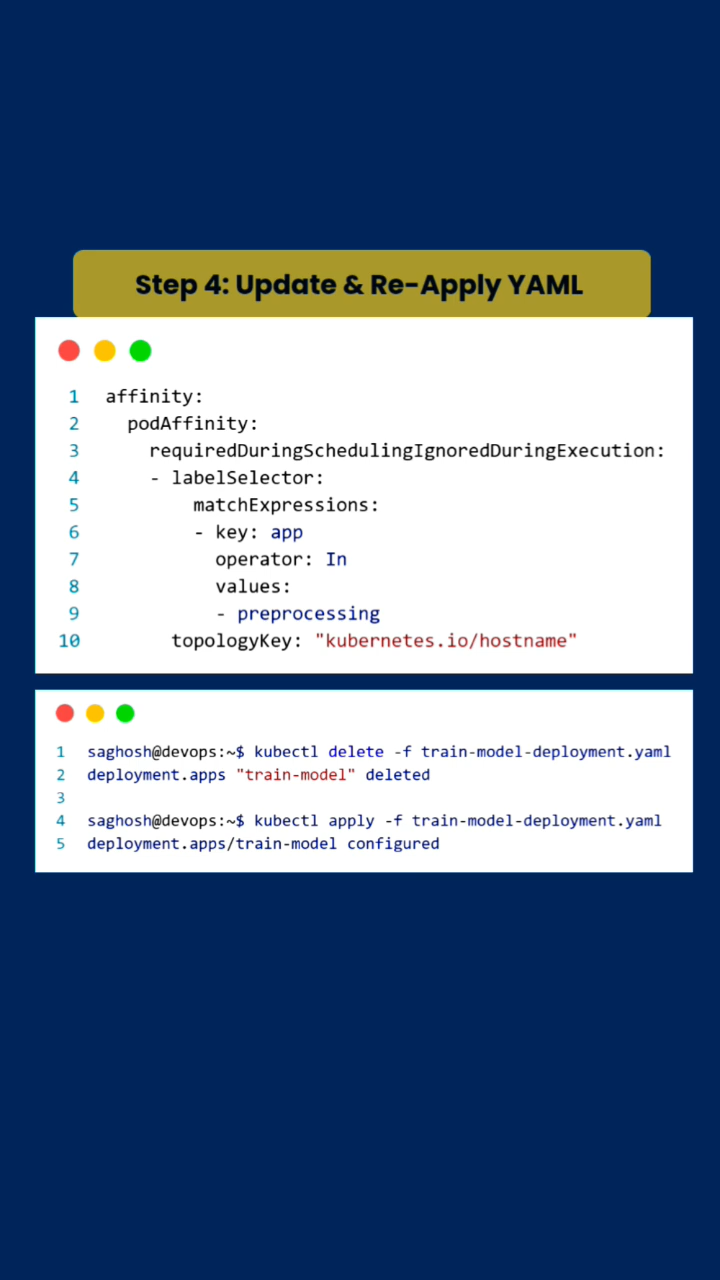 Step 4: Update & Re-Apply YAML
1 affinity:
2   podAffinity:
3     requiredDuringSchedulingIgnoredDuringExecution:
4     - labelSelector:
5         matchExpressions:
6         - key: app
7           operator: In
8           values:
9           - preprocessing
10      topologyKey: "kubernetes.io/hostname"
1 saghosh@devops:~$ kubectl delete -f train-model-deployment.yaml
2 deployment.apps "train-model" deleted
3
4 saghosh@devops:~$ kubectl apply -f train-model-deployment.yaml
5 deployment.apps/train-model configured